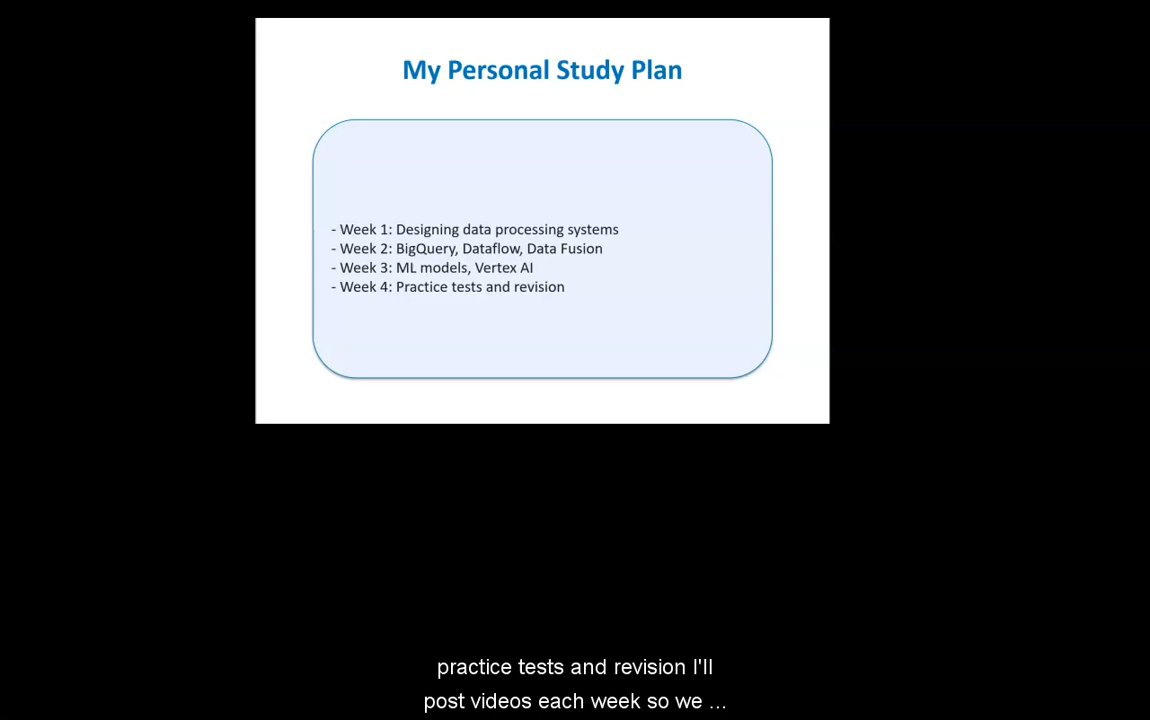 My Personal Study Plan
- Week 1: Designing data processing systems
- Week 2: BigQuery, Dataflow, Data Fusion
- Week 3: ML models, Vertex AI
- Week 4: Practice tests and revision
practice tests and revision I'll
post videos each week so we ...